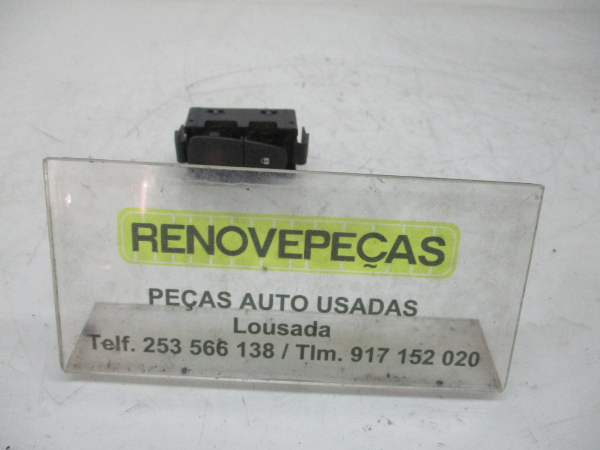 RENOVEPEÇAS
PEÇAS AUTO USADAS
Lousada
Telf. 253 566 138 / Tlm. 917 152 020